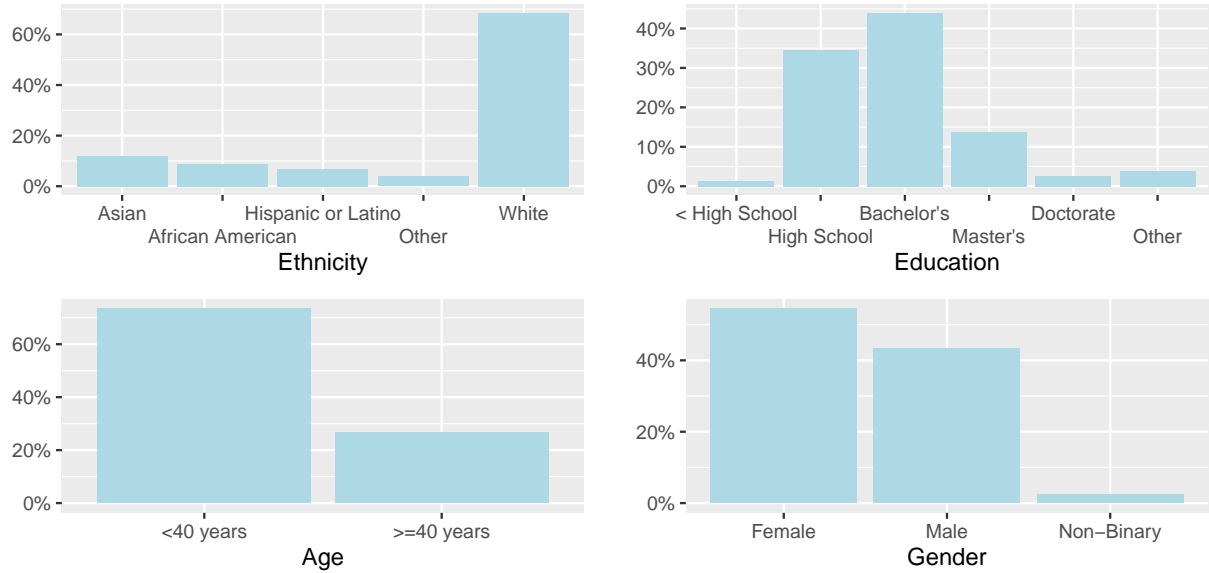 60%
40%
20%
0%
Asian
African American
Hispanic or Latino
Other
White
Ethnicity
40%
30%
20%
10%
0%
< High School
High School
Bachelor's
Master's
Doctorate
Other
Education
60%
40%
20%
0%
<40 years
>=40 years
Age
40%
20%
0%
Female
Male
Non−Binary
Gender